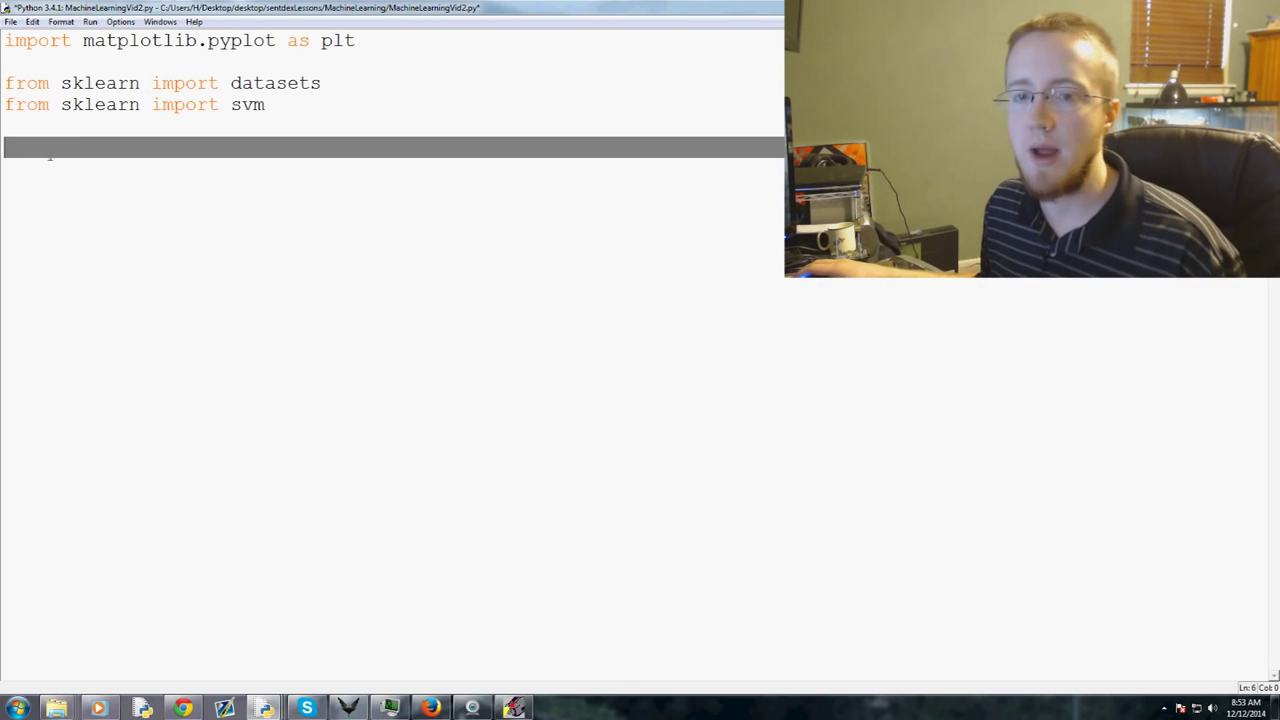 *Python 3.4.1: MachineLearningVid2.py - C:/Users/H/Desktop/desktop/sentdexLessons/MachineLearning/MachineLearningVid2.py*
File Edit Format Run Options Windows Help
import matplotlib.pyplot as plt
from sklearn import datasets
from sklearn import svm
Ln: 6 Col: 0
8:53 AM
12/12/2014